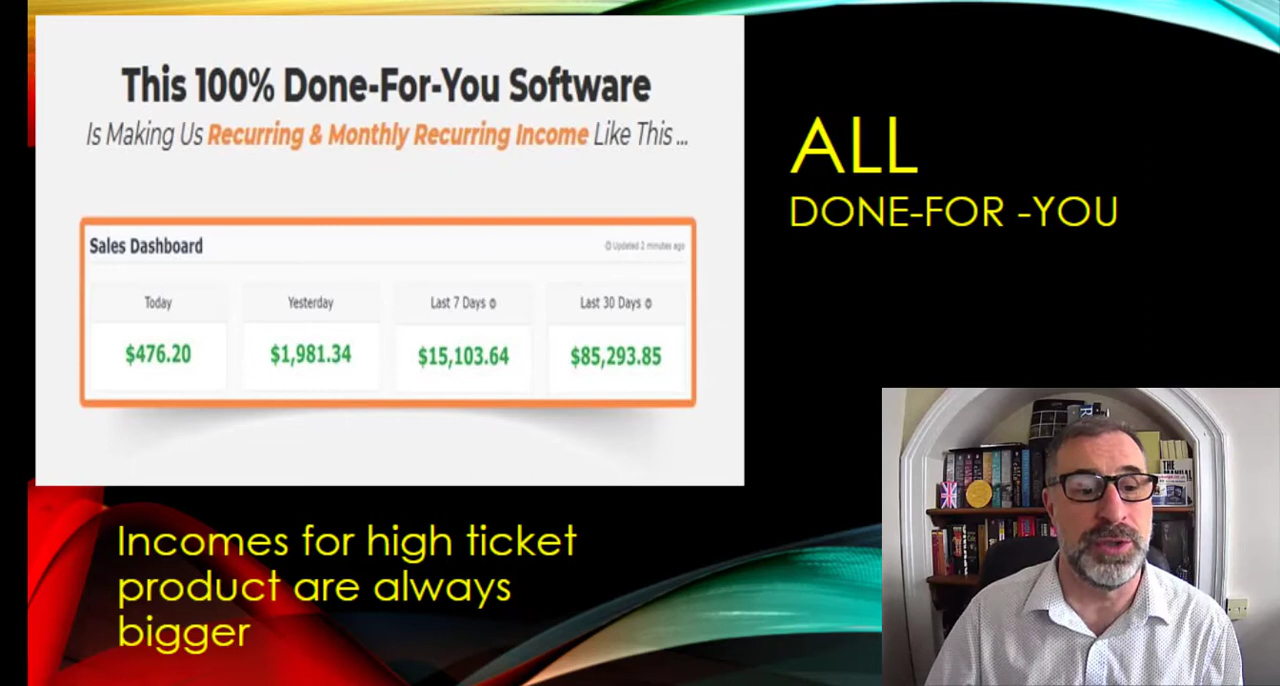 This 100% Done-For-You Software
Is Making Us Recurring & Monthly Recurring Income Like This ...
Sales Dashboard
Updated 2 minutes ago
Today
Yesterday
Last 7 Days
Last 30 Days
$476.20
$1,981.34
$15,103.64
$85,293.85
ALL
DONE-FOR -YOU
Incomes for high ticket
product are always
bigger
THE
MANUAL